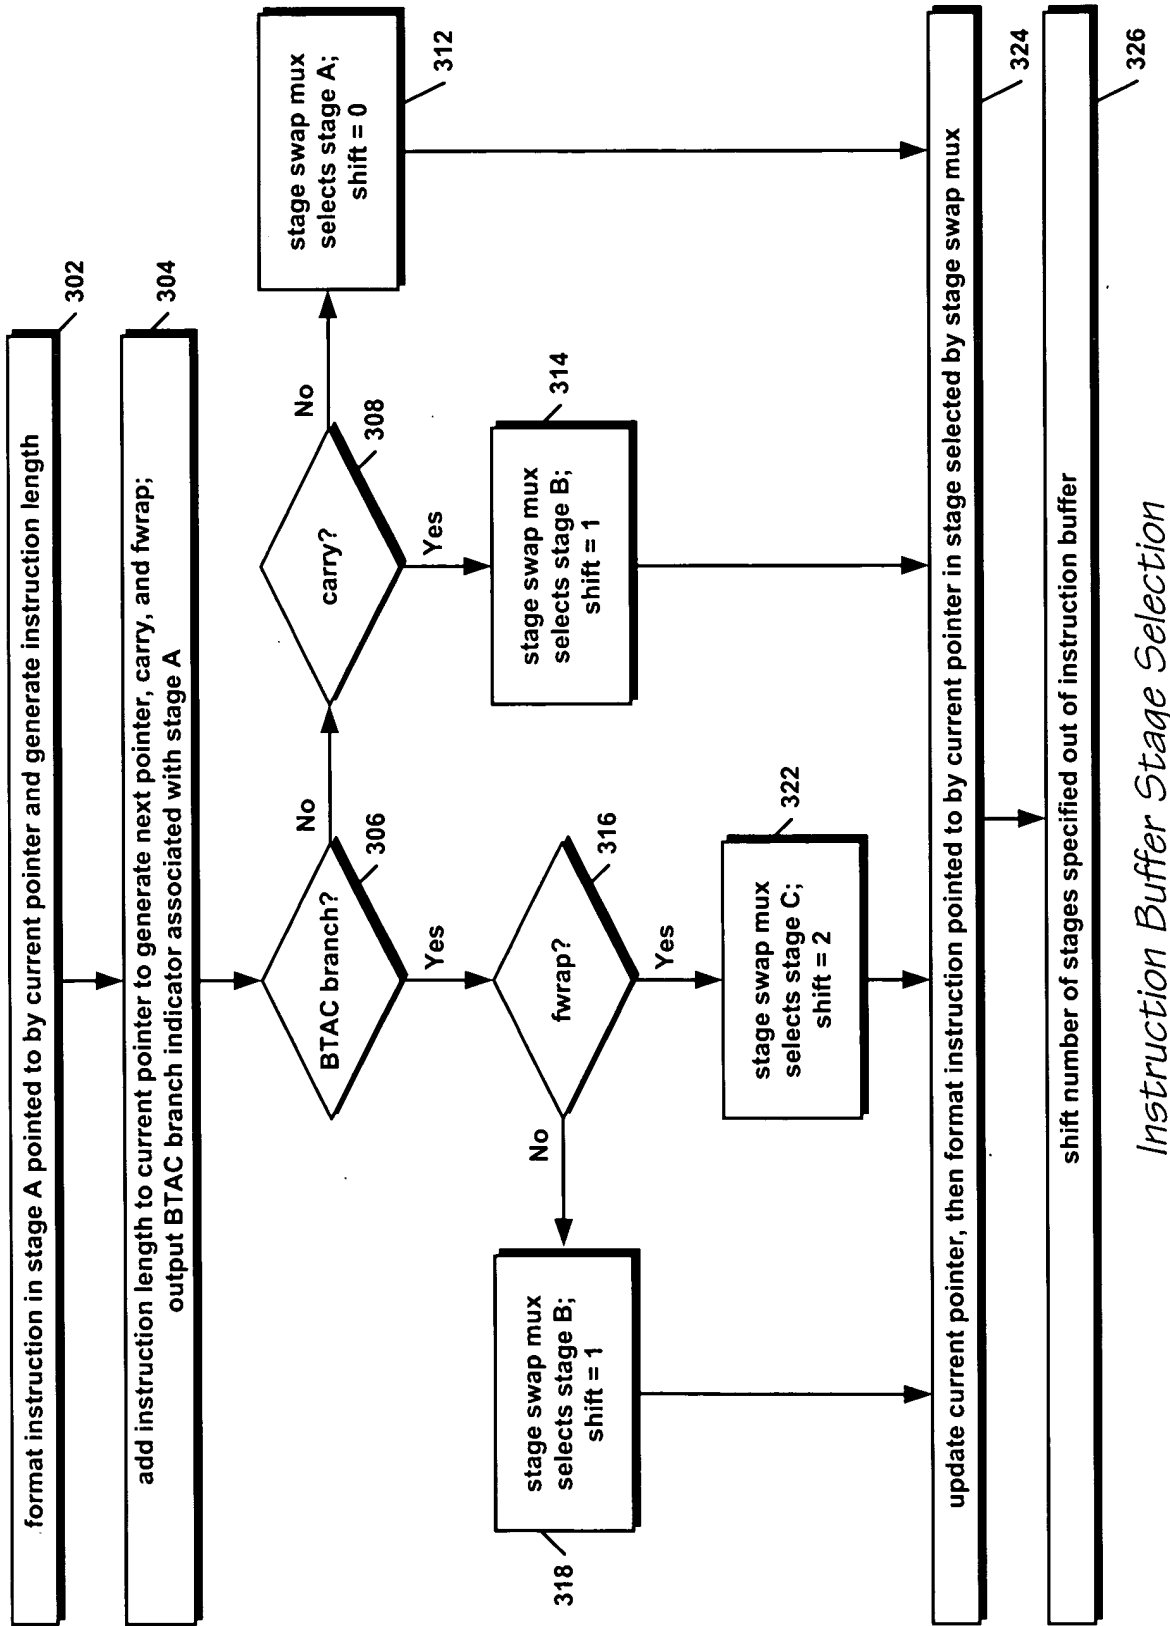 format instruction in stage A pointed to by current pointer and generate instruction length
302
add instruction length to current pointer to generate next pointer, carry, and fwrap;
output BTAC branch indicator associated with stage A
304
BTAC branch?
306
No
Yes
carry?
308
No
Yes
stage swap mux
selects stage A;
shift = 0
312
fwrap?
316
No
Yes
stage swap mux
selects stage B;
shift = 1
314
stage swap mux
selects stage B;
shift = 1
318
stage swap mux
selects stage C;
shift = 2
322
update current pointer, then format instruction pointed to by current pointer in stage selected by stage swap mux
324
shift number of stages specified out of instruction buffer
326
Instruction Buffer Stage Selection